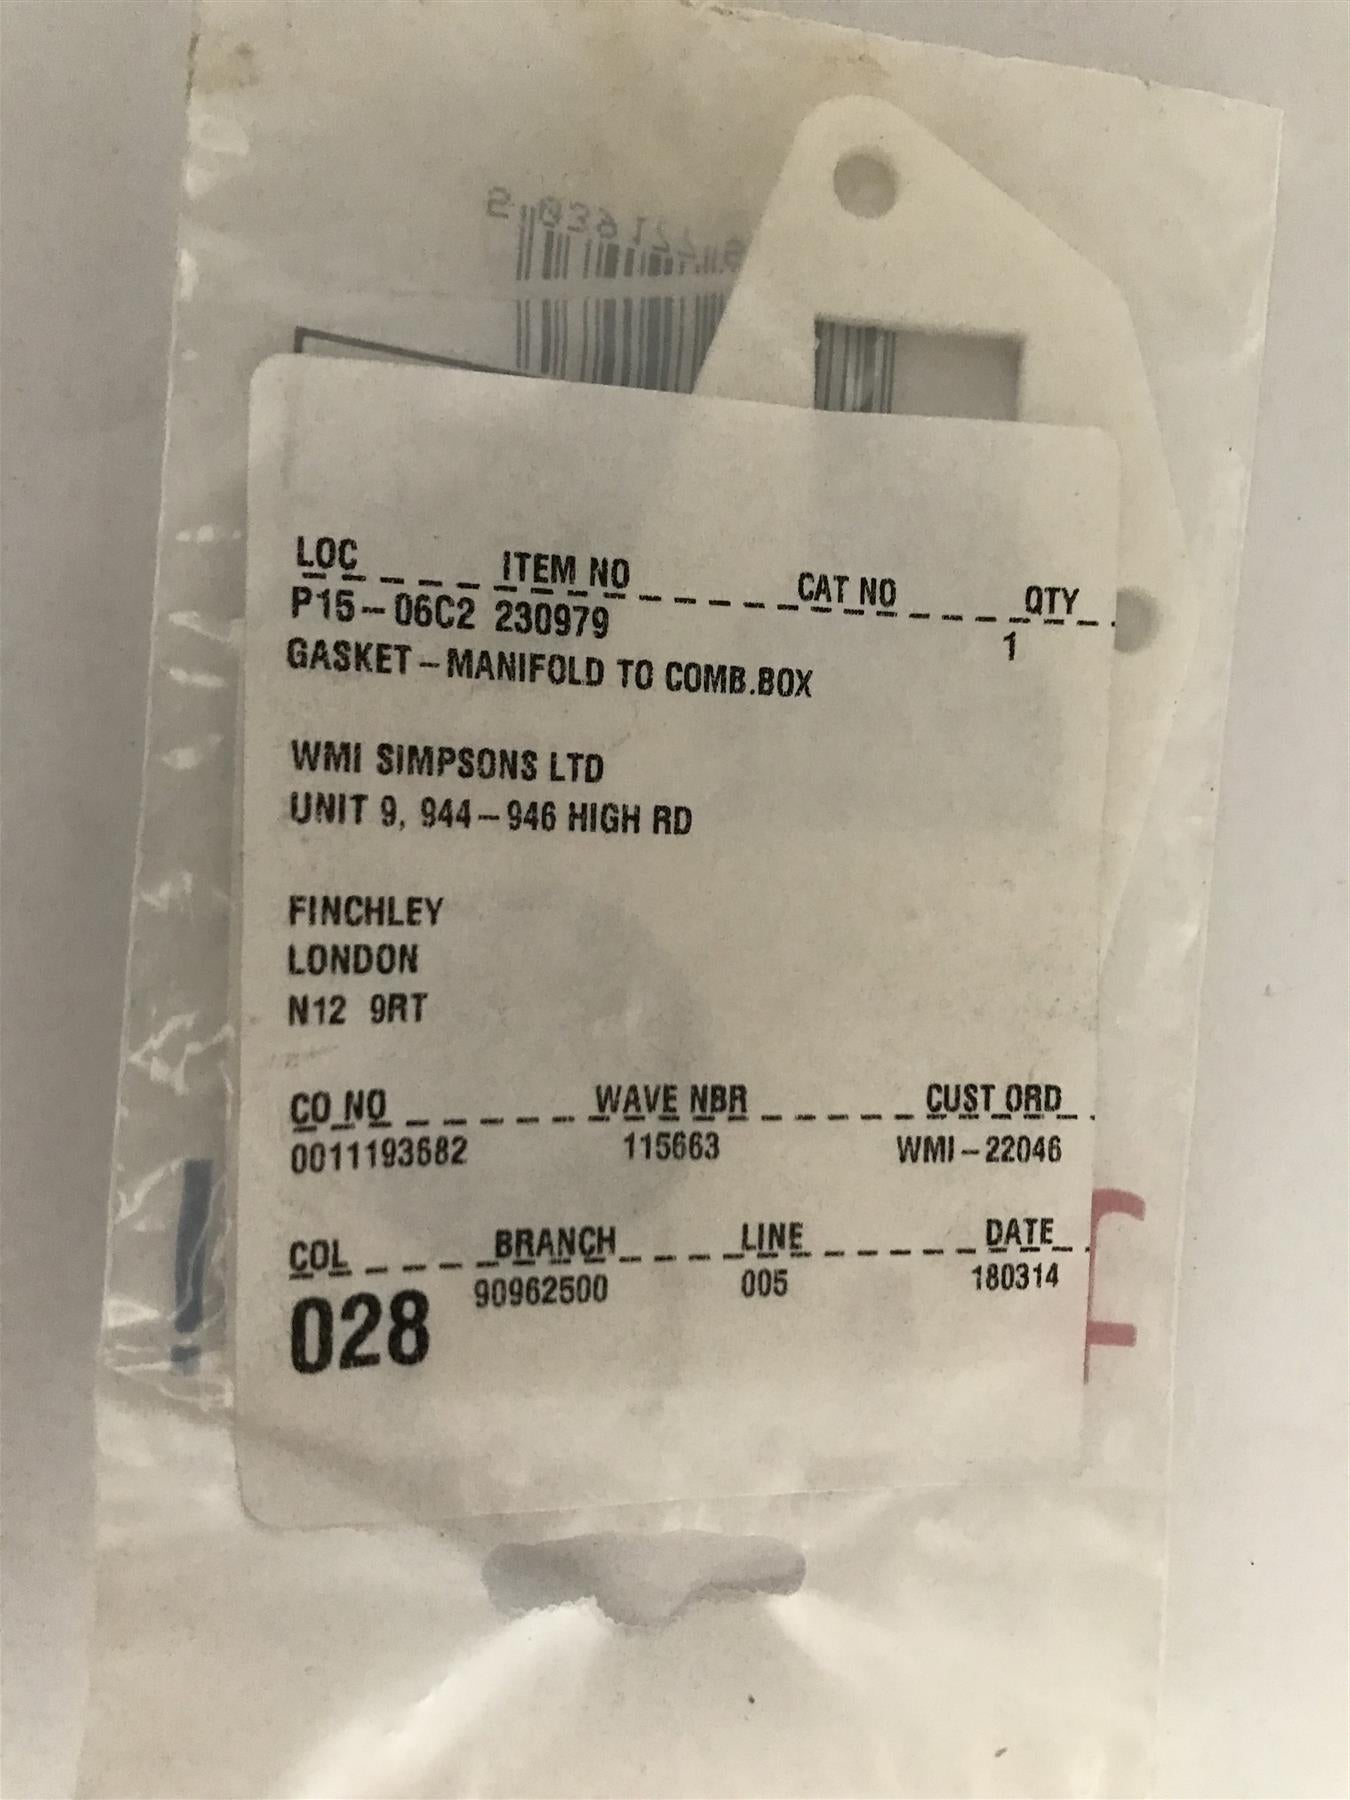 LOC ITEM NO CAT NO QTY
P15-06C2 230979 1
GASKET-MANIFOLD TO COMB.BOX
WMI SIMPSONS LTD
UNIT 9, 944-946 HIGH RD
FINCHLEY
LONDON
N12 9RT
CO NO WAVE NBR CUST ORD
0011193682 115663 WMI-22046
COL BRANCH LINE DATE
028 90962500 005 180314